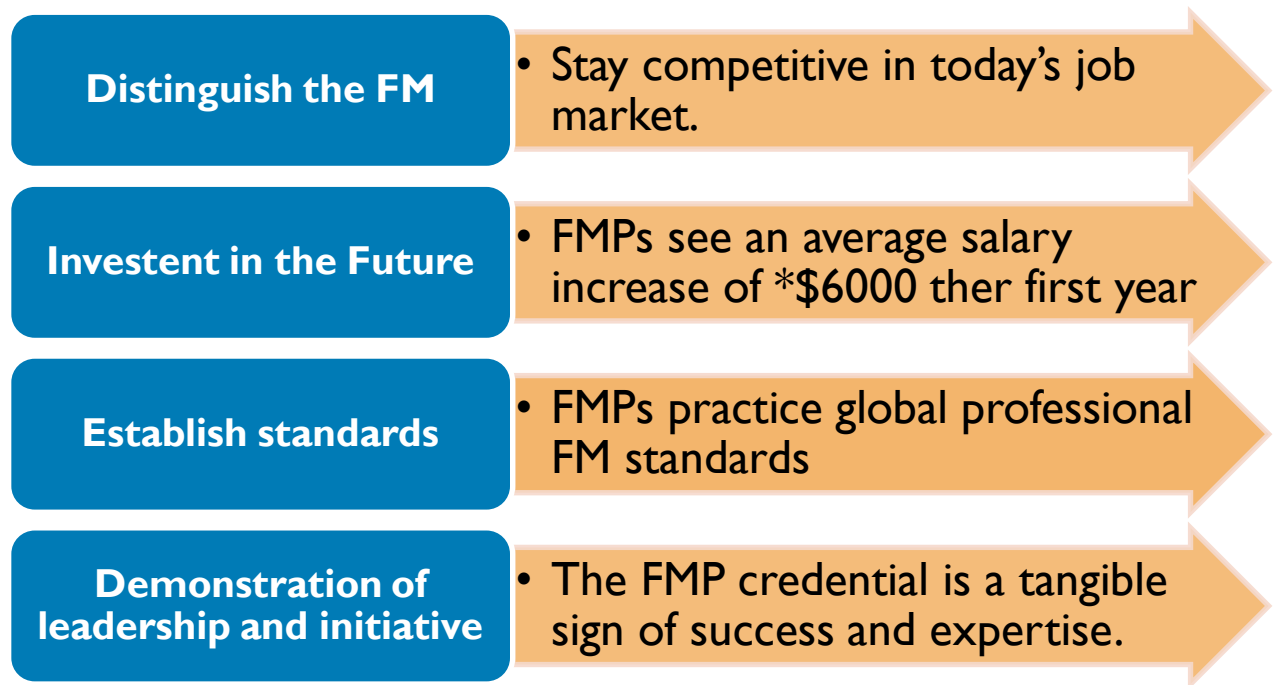 Distinguish the FM
• Stay competitive in today’s job
market.
Investent in the Future
• FMPs see an average salary
increase of *$6000 ther first year
Establish standards
• FMPs practice global professional
FM standards
Demonstration of
leadership and initiative
• The FMP credential is a tangible
sign of success and expertise.